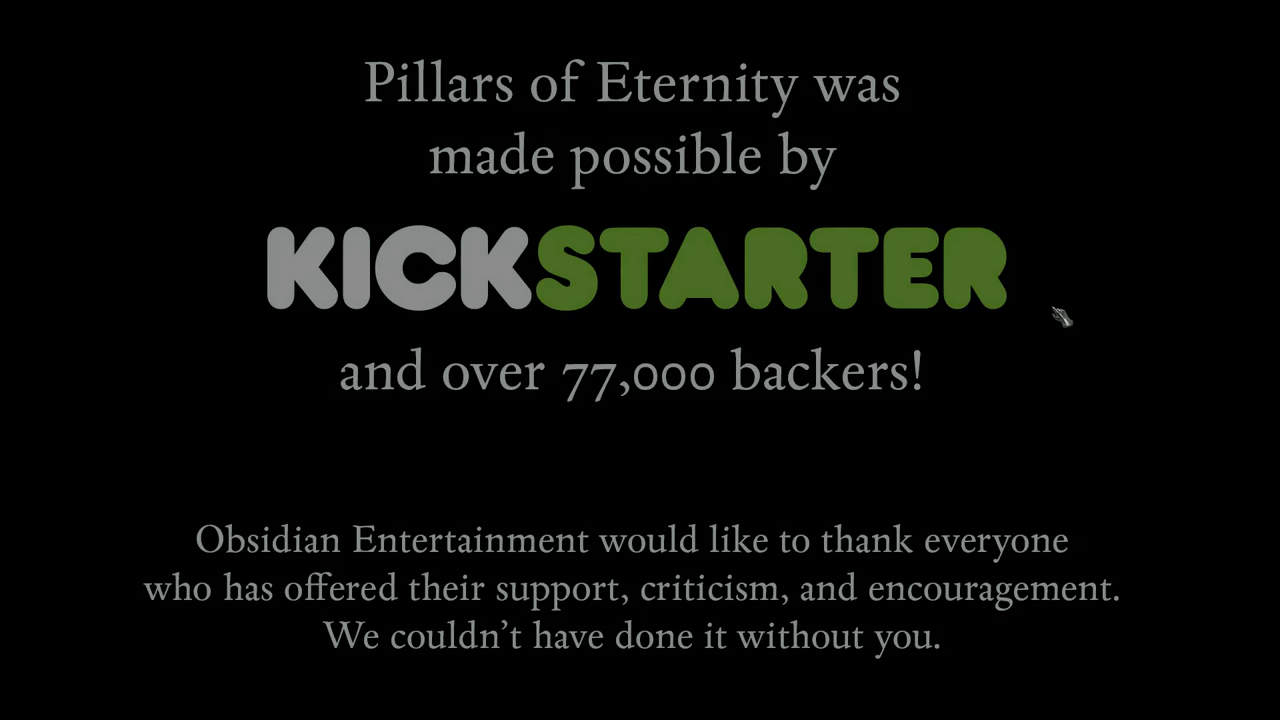 Pillars of Eternity was
made possible by
KICKSTARTER
and over 77,000 backers!
Obsidian Entertainment would like to thank everyone
who has offered their support, criticism, and encouragement.
We couldn’t have done it without you.